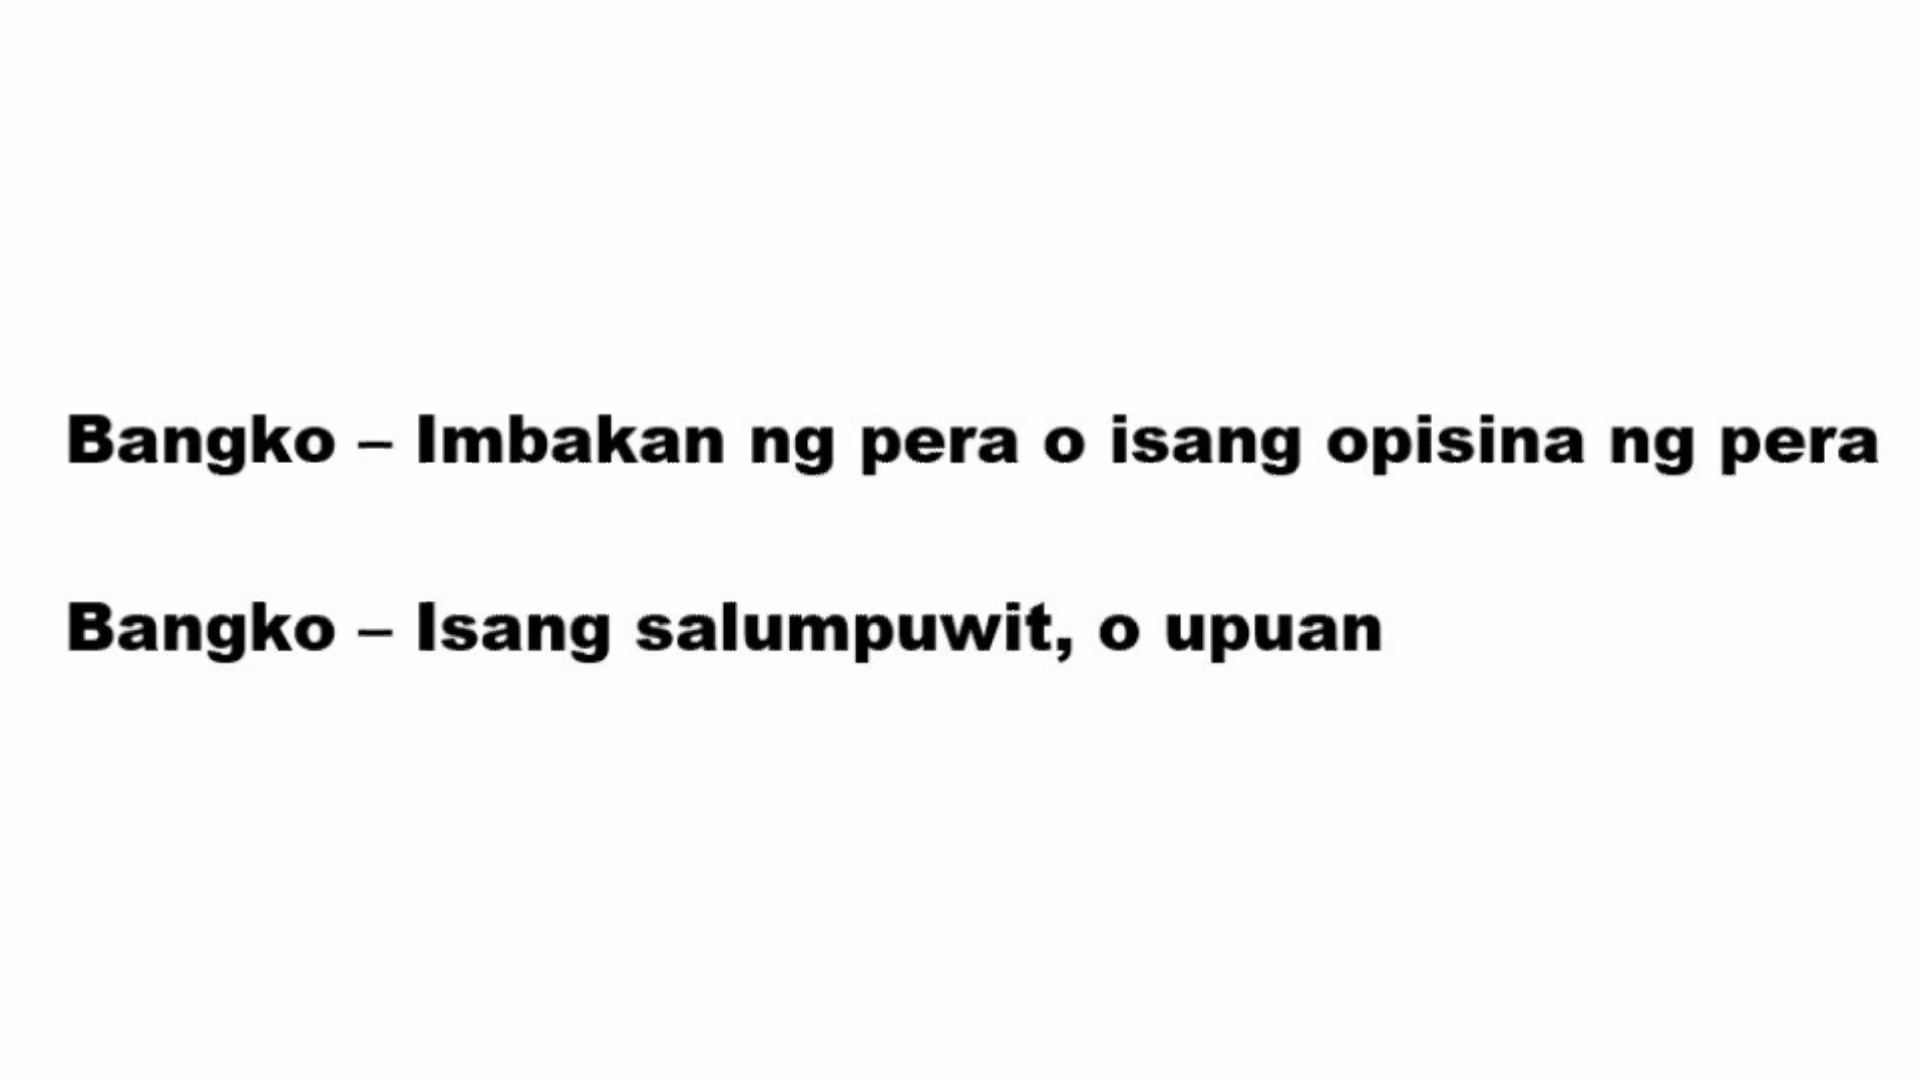 Bangko – Imbakan ng pera o isang opisina ng pera
Bangko – Isang salumpuwit, o upuan